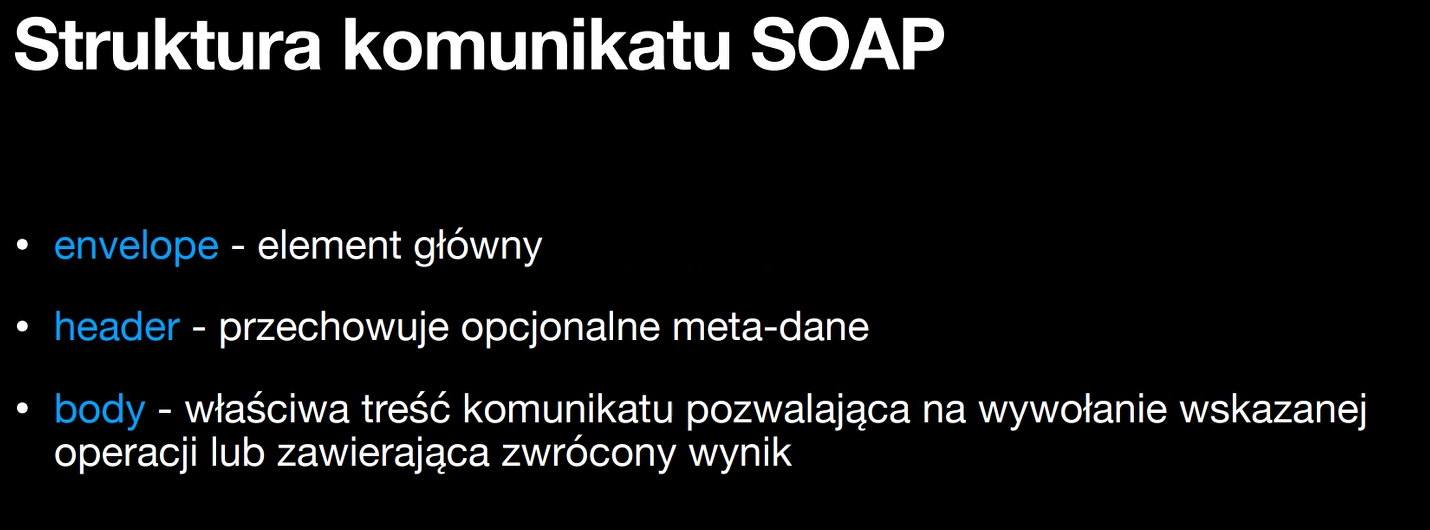 Struktura komunikatu SOAP
• envelope - element główny
• header - przechowuje opcjonalne meta-dane
• body - właściwa treść komunikatu pozwalająca na wywołanie wskazanej
operacji lub zawierająca zwrócony wynik